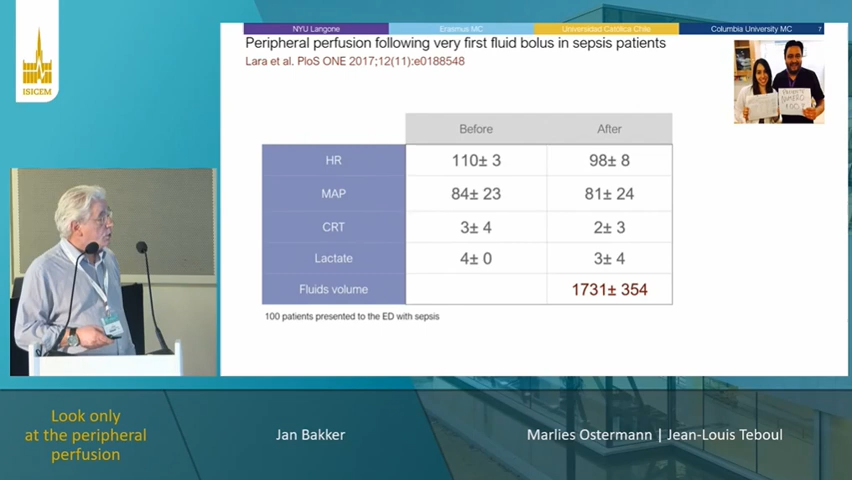 ISICEM
NYU Langone
Erasmus MC
Universidad Católica Chile
Columbia University MC
7
Peripheral perfusion following very first fluid bolus in sepsis patients
Lara et al. PloS ONE 2017;12(11):e0188548
Before
After
HR
110± 3
98± 8
MAP
84± 23
81± 24
CRT
3± 4
2± 3
Lactate
4± 0
3± 4
Fluids volume
1731± 354
100 patients presented to the ED with sepsis
Look only
at the peripheral
perfusion
Jan Bakker
Marlies Ostermann | Jean-Louis Teboul